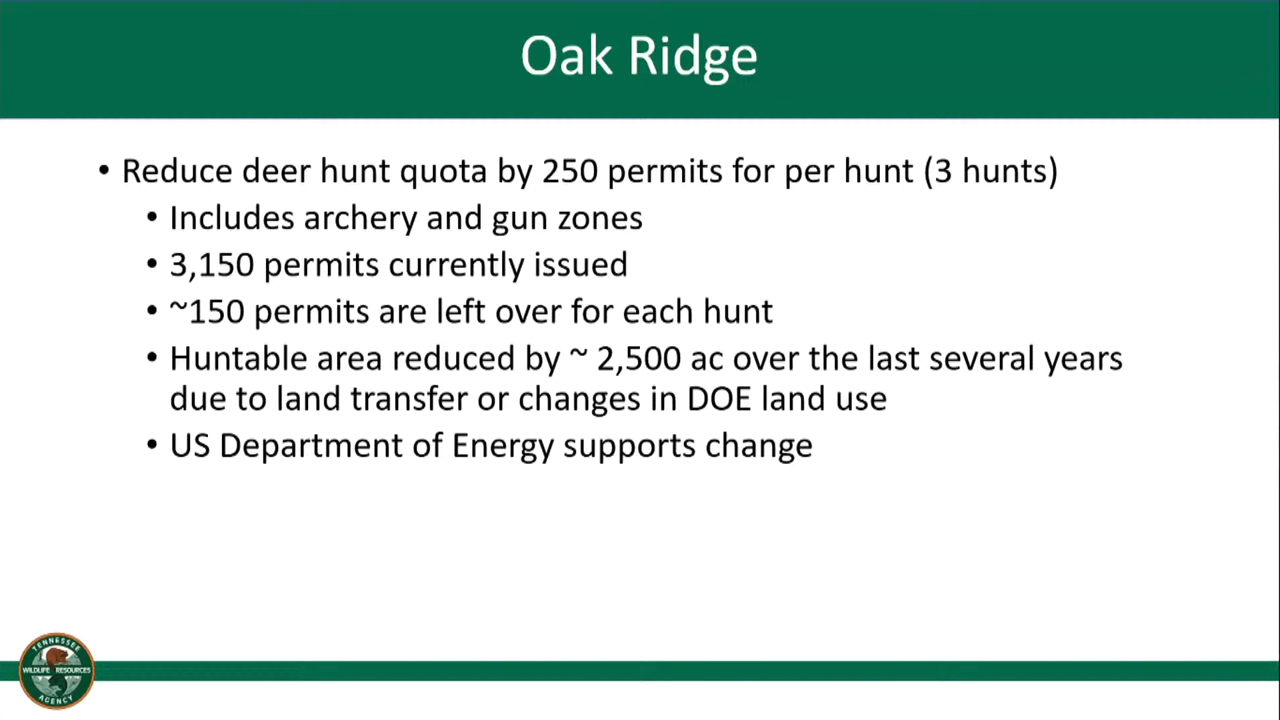 Oak Ridge
• Reduce deer hunt quota by 250 permits for per hunt (3 hunts)
• Includes archery and gun zones
• 3,150 permits currently issued
• ~150 permits are left over for each hunt
• Huntable area reduced by ~ 2,500 ac over the last several years
due to land transfer or changes in DOE land use
• US Department of Energy supports change
TENNESSEE
WILDLIFE RESOURCES
AGENCY